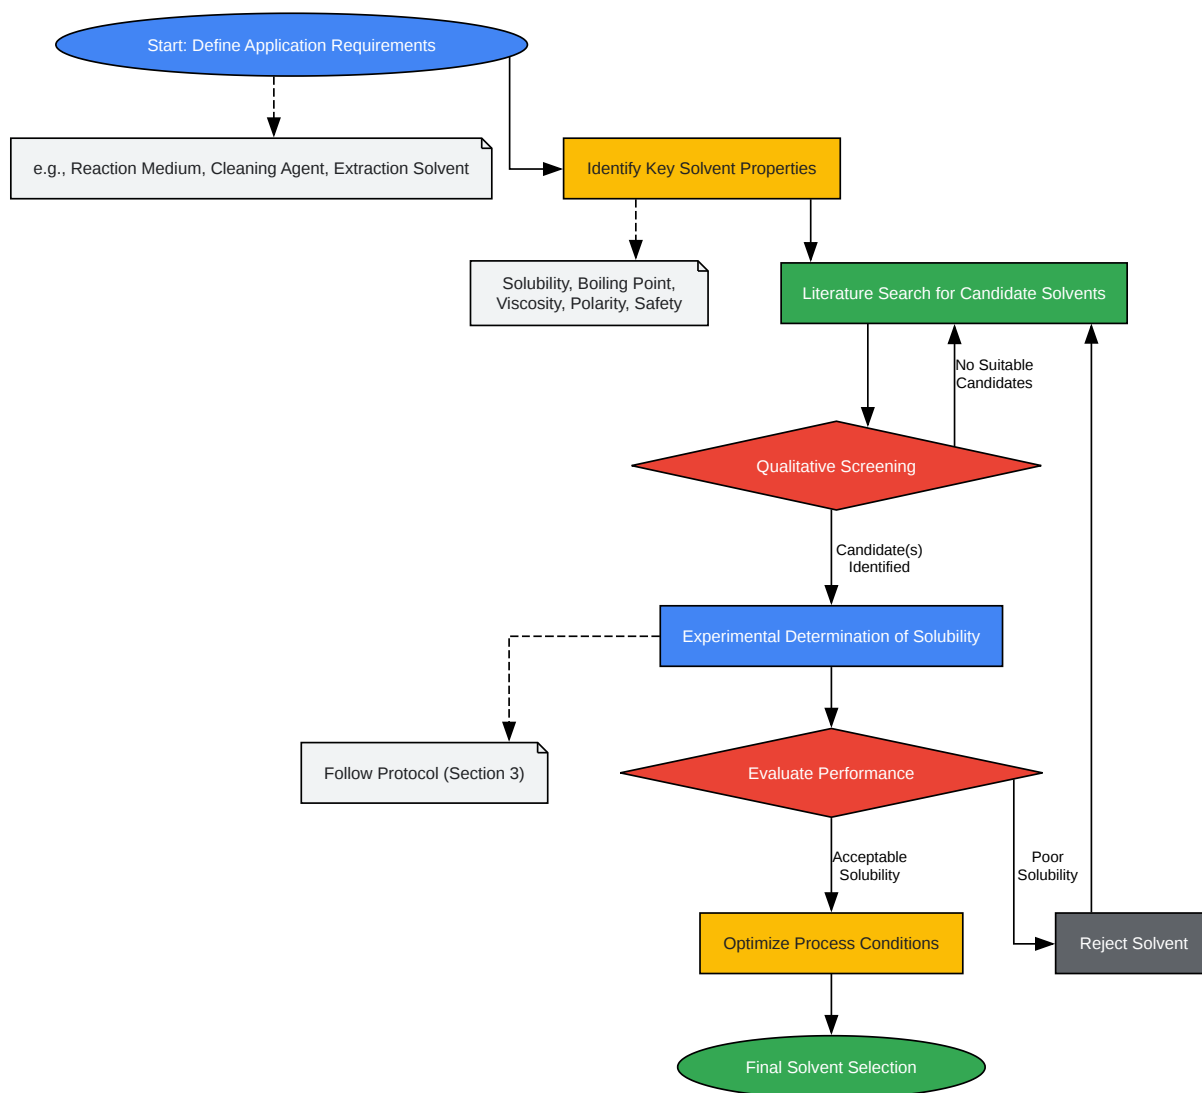 Start: Define Application Requirements
e.g., Reaction Medium, Cleaning Agent, Extraction Solvent
Identify Key Solvent Properties
Solubility, Boiling Point,
Viscosity, Polarity, Safety
Literature Search for Candidate Solvents
No Suitable
Candidates
Qualitative Screening
Candidate(s)
Identified
Experimental Determination of Solubility
Follow Protocol (Section 3)
Evaluate Performance
Acceptable
Solubility
Poor
Solubility
Optimize Process Conditions
Reject Solvent
Final Solvent Selection